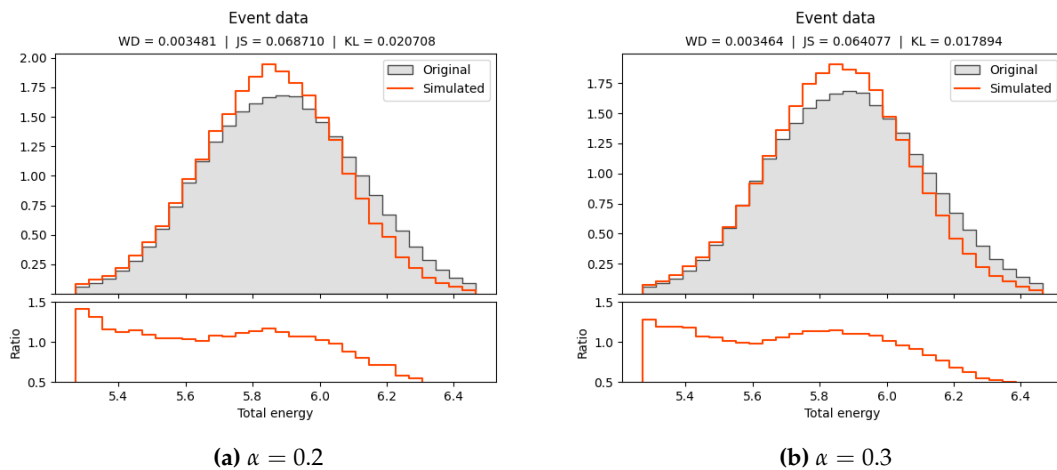 Event data
WD = 0.003481 | JS = 0.068710 | KL = 0.020708
Original
Simulated
2.00
1.75
1.50
1.25
1.00
0.75
0.50
0.25
1.5
1.0
0.5
Ratio
5.4 5.6 5.8 6.0 6.2 6.4
Total energy
(a) α = 0.2
Event data
WD = 0.003464 | JS = 0.064077 | KL = 0.017894
Original
Simulated
1.75
1.50
1.25
1.00
0.75
0.50
0.25
1.5
1.0
0.5
Ratio
5.4 5.6 5.8 6.0 6.2 6.4
Total energy
(b) α = 0.3